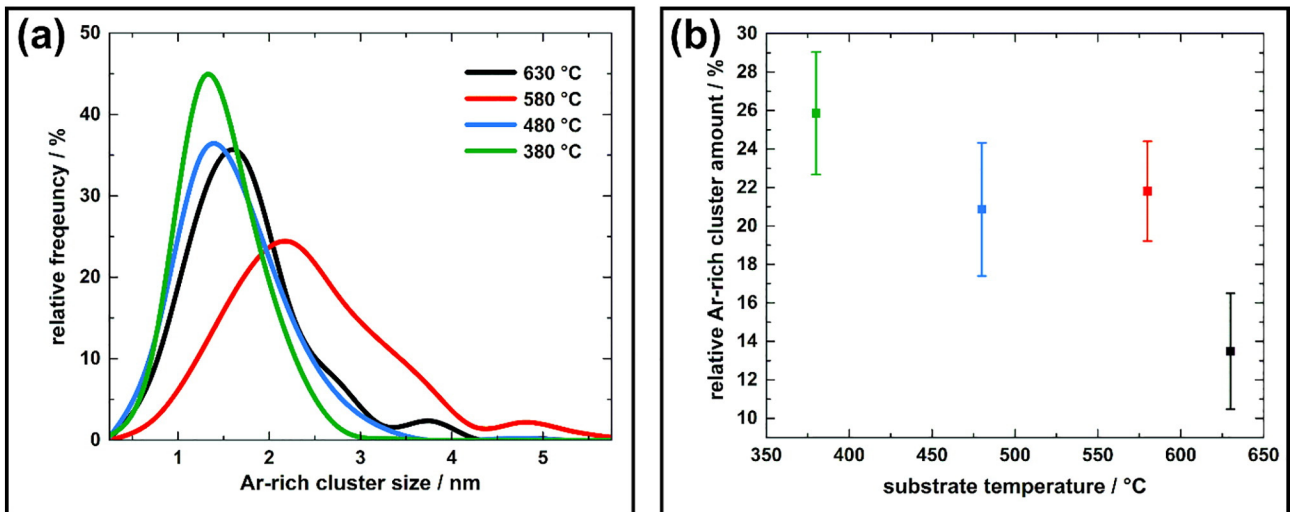 (a)
50
40
30
20
10
0
relative freqeuncy / %
630 °C
580 °C
480 °C
380 °C
1 2 3 4 5
Ar-rich cluster size / nm
(b)
30
28
26
24
22
20
18
16
14
12
10
relative Ar-rich cluster amount / %
350 400 450 500 550 600 650
substrate temperature / °C